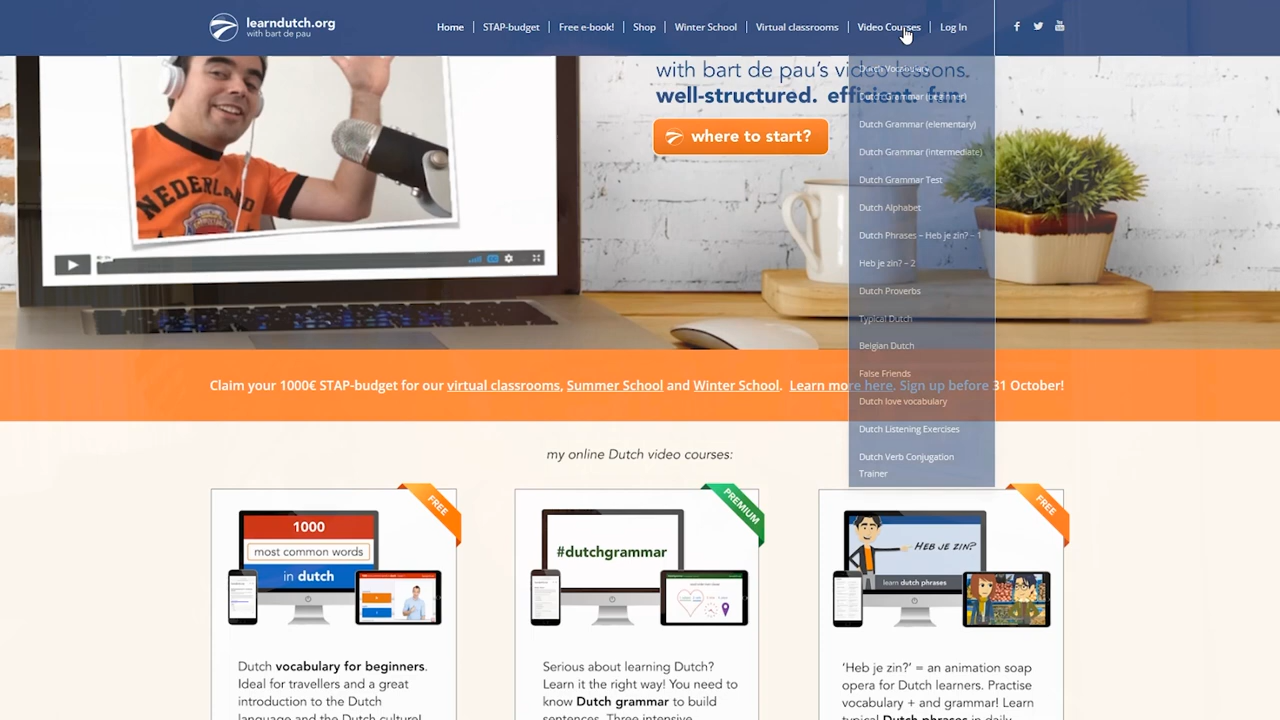 learndutch.org
with bart de pau
Home
STAP-budget
Free e-book!
Shop
Winter School
Virtual classrooms
Video Courses
Log In
with bart de pau's video lessons.
well-structured. efficient. fun.
where to start?
NEDERLAND
Dutch Vocabulary
Dutch Grammar (beginner)
Dutch Grammar (elementary)
Dutch Grammar (intermediate)
Dutch Grammar Test
Dutch Alphabet
Dutch Phrases – Heb je zin? – 1
Heb je zin? – 2
Dutch Proverbs
Typical Dutch
Belgian Dutch
False Friends
Dutch love vocabulary
Dutch Listening Exercises
Dutch Verb Conjugation
Trainer
Claim your 1000€ STAP-budget for our virtual classrooms, Summer School and Winter School. Learn more here. Sign up before 31 October!
my online Dutch video courses:
FREE
1000
most common words
in dutch
Dutch vocabulary for beginners.
Ideal for travellers and a great
introduction to the Dutch
language and the Dutch culture!
PREMIUM
#dutchgrammar
Serious about learning Dutch?
Learn it the right way! You need to
know Dutch grammar to build
sentences. Three intensive
FREE
HEB JE ZIN?
learn dutch phrases
'Heb je zin?' = an animation soap
opera for Dutch learners. Practise
vocabulary + and grammar! Learn
typical Dutch phrases in daily